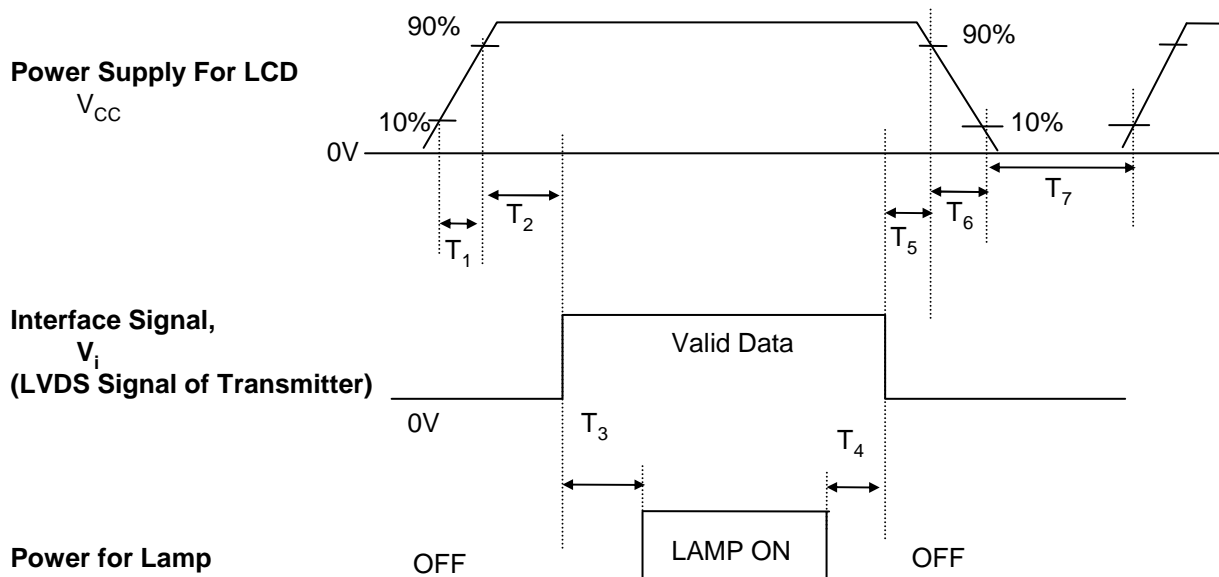 90%
90%
Power Supply For LCD
VCC
10%
10%
0V
T1
T2
T5
T6
T7
Interface Signal,
Vi
(LVDS Signal of Transmitter)
Valid Data
0V
T3
T4
Power for Lamp
OFF
LAMP ON
OFF